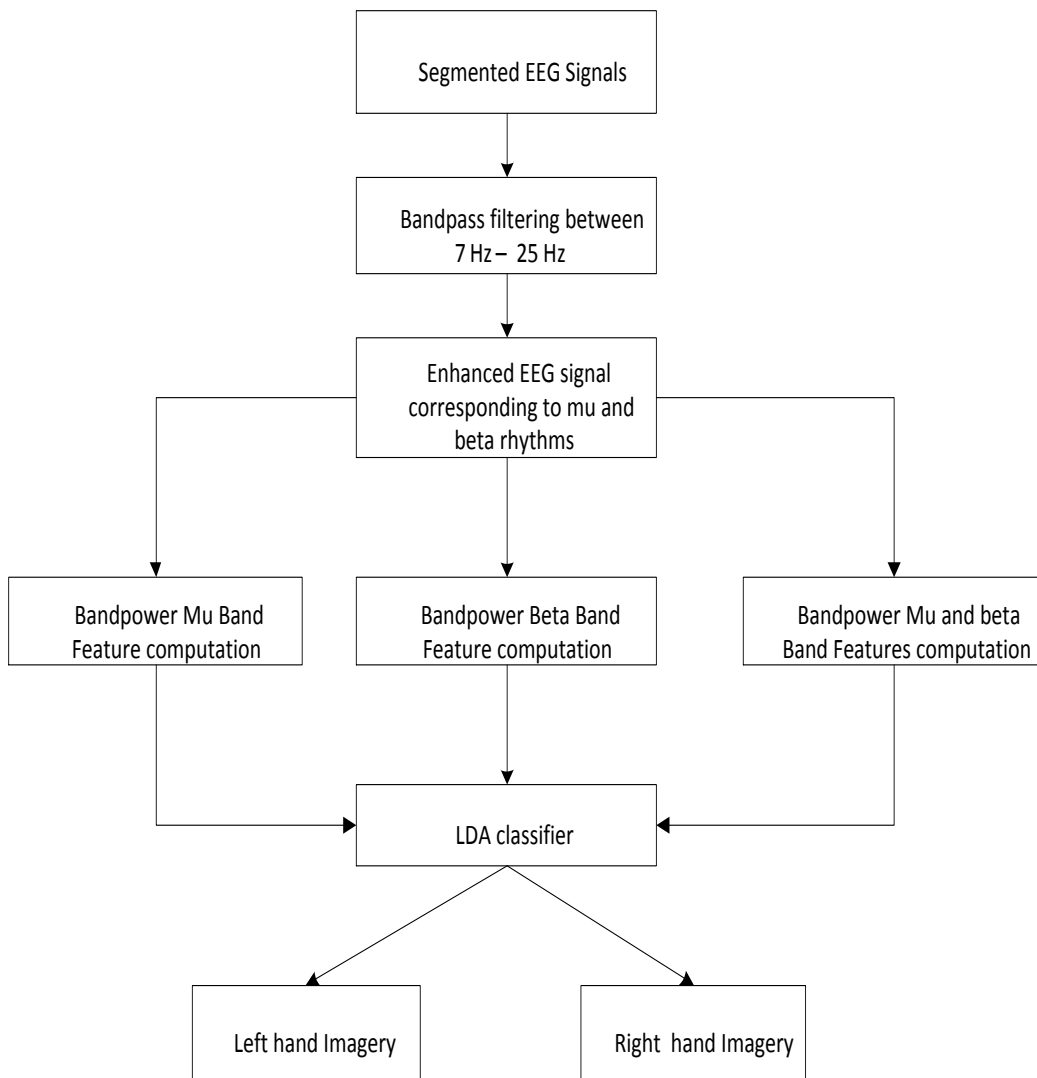 Segmented EEG Signals
Bandpass filtering between
7 Hz – 25 Hz
Enhanced EEG signal
corresponding to mu and
beta rhythms
Bandpower Mu Band
Feature computation
Bandpower Beta Band
Feature computation
Bandpower Mu and beta
Band Features computation
LDA classifier
Left hand Imagery
Right hand Imagery